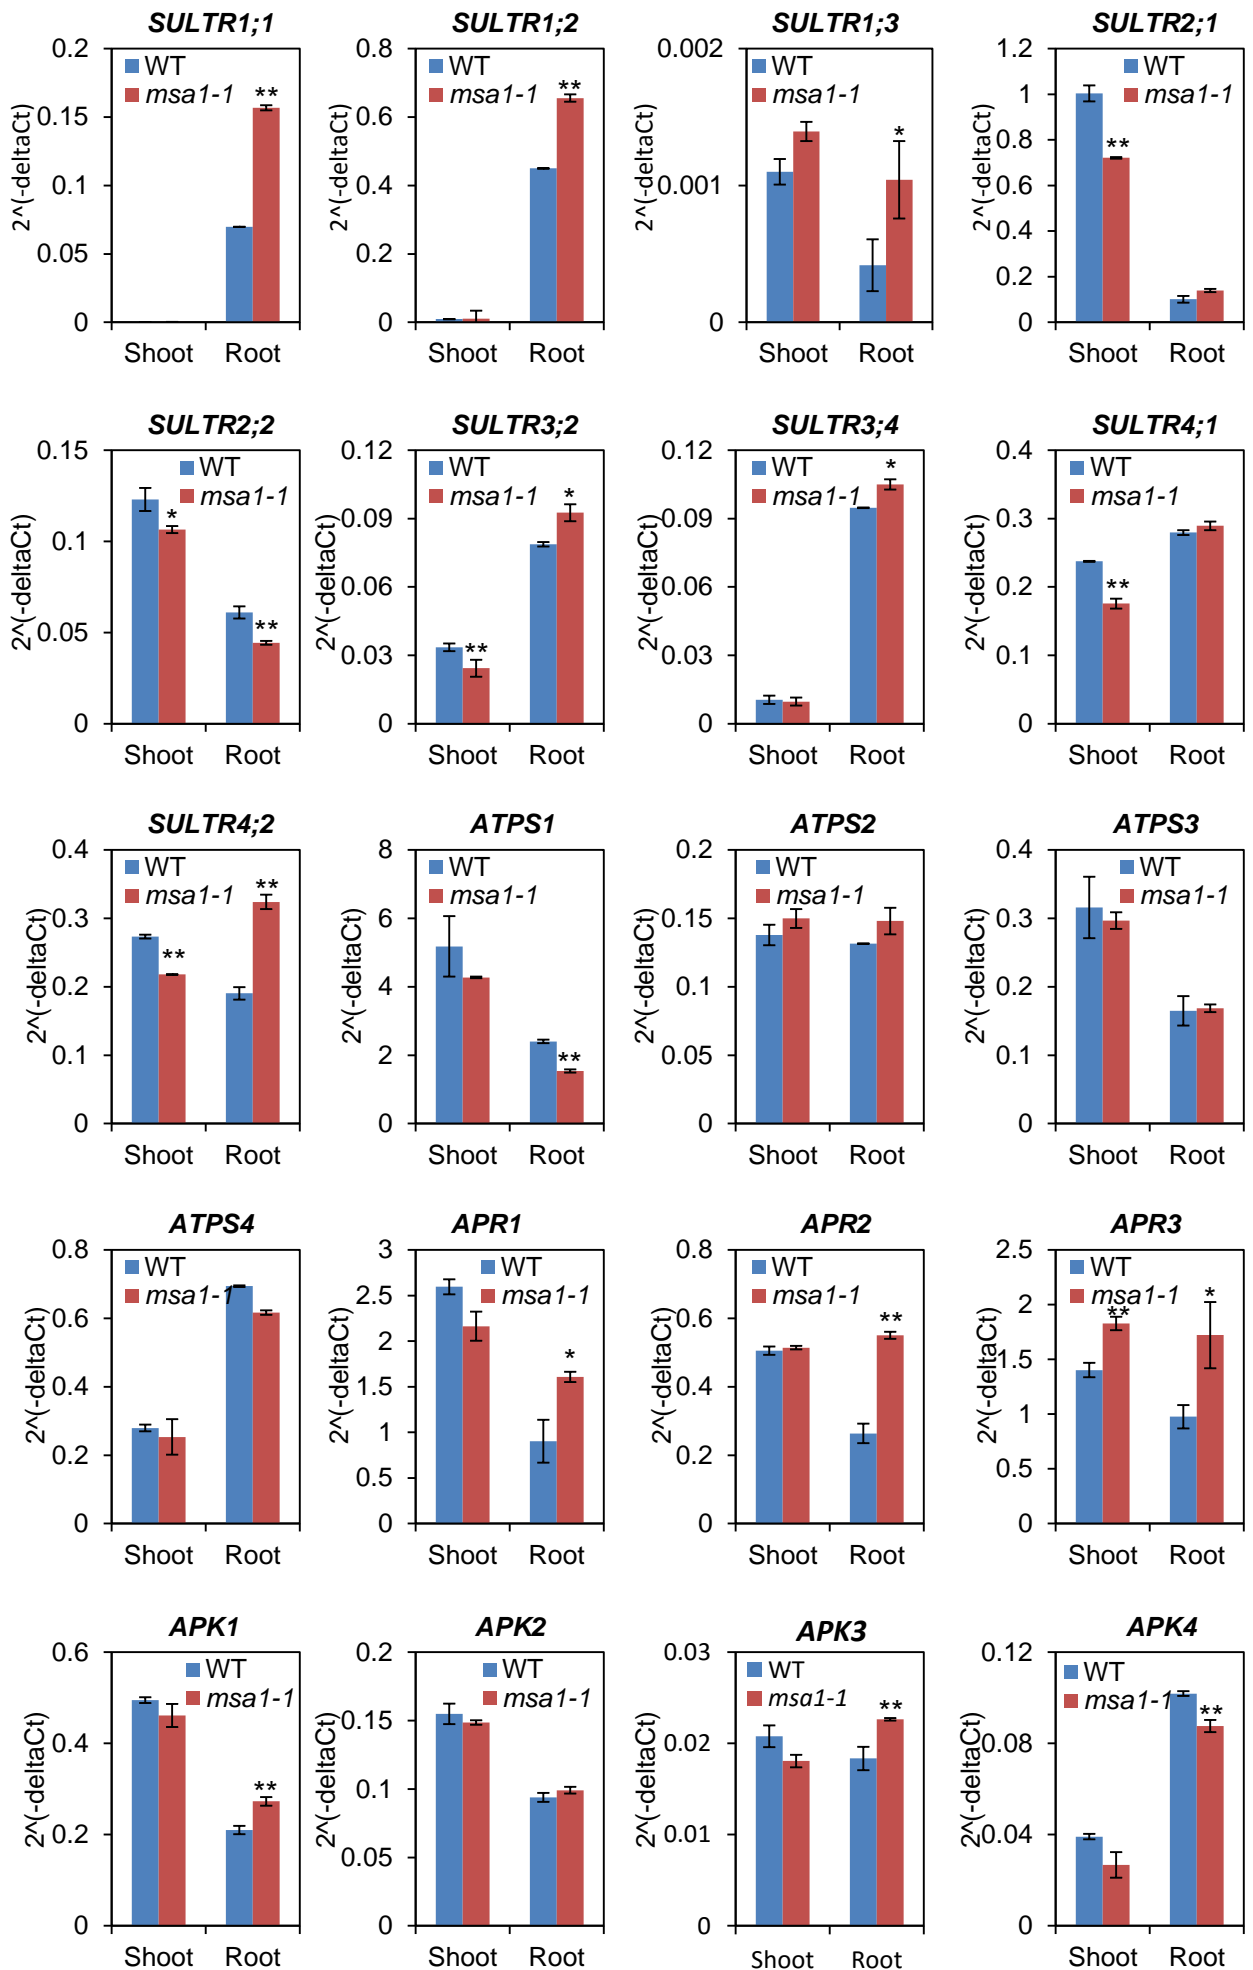 SULTR1;1
0.2
0.15
0.1
0.05
0
2^(-deltaCt)
WT
msa1-1
**
Shoot Root
SULTR1;2
0.8
0.6
0.4
0.2
0
2^(-deltaCt)
WT
msa1-1
**
Shoot Root
SULTR1;3
0.002
0.001
0
2^(-deltaCt)
WT
msa1-1
*
Shoot Root
SULTR2;1
1.2
1
0.8
0.6
0.4
0.2
0
2^(-deltaCt)
WT
msa1-1
**
Shoot Root
SULTR2;2
0.15
0.1
0.05
0
2^(-deltaCt)
WT
msa1-1
*
**
Shoot Root
SULTR3;2
0.12
0.09
0.06
0.03
0
2^(-deltaCt)
WT
msa1-1
*
**
Shoot Root
SULTR3;4
0.12
0.09
0.06
0.03
0
2^(-deltaCt)
WT
msa1-1
*
Shoot Root
SULTR4;1
0.4
0.3
0.2
0.1
0
2^(-deltaCt)
WT
msa1-1
**
Shoot Root
SULTR4;2
0.4
0.3
0.2
0.1
0
2^(-deltaCt)
WT
msa1-1
**
**
Shoot Root
ATPS1
8
6
4
2
0
2^(-deltaCt)
WT
msa1-1
**
Shoot Root
ATPS2
0.2
0.15
0.1
0.05
0
2^(-deltaCt)
WT
msa1-1
Shoot Root
ATPS3
0.4
0.3
0.2
0.1
0
2^(-deltaCt)
WT
msa1-1
Shoot Root
ATPS4
0.8
0.6
0.4
0.2
0
2^(-deltaCt)
WT
msa1-1
Shoot Root
APR1
3
2.5
2
1.5
1
0.5
0
2^(-deltaCt)
WT
msa1-1
*
Shoot Root
APR2
0.8
0.6
0.4
0.2
0
2^(-deltaCt)
WT
msa1-1
**
Shoot Root
APR3
2.5
2
1.5
1
0.5
0
2^(-deltaCt)
WT
msa1-1
**
*
Shoot Root
APK1
0.6
0.4
0.2
0
2^(-deltaCt)
WT
msa1-1
**
Shoot Root
APK2
0.2
0.15
0.1
0.05
0
2^(-deltaCt)
WT
msa1-1
Shoot Root
APK3
0.03
0.02
0.01
0
2^(-deltaCt)
WT
msa1-1
**
Shoot Root
APK4
0.12
0.08
0.04
0
2^(-deltaCt)
WT
msa1-1
**
Shoot Root